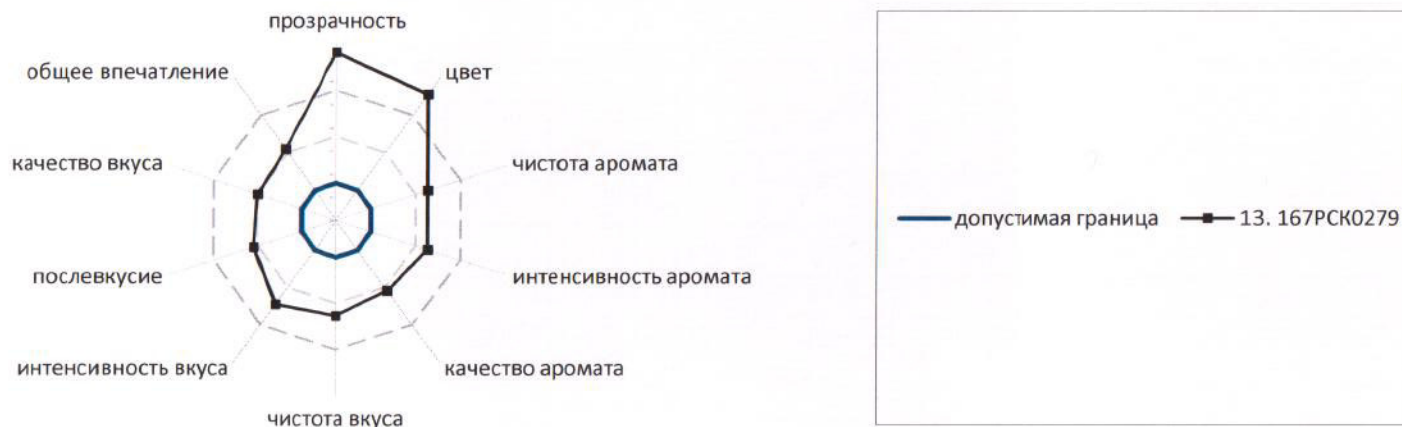 прозрачность
общее впечатление
цвет
качество вкуса
чистота аромата
послевкусие
интенсивность аромата
интенсивность вкуса
качество аромата
чистота вкуса
допустимая граница
13. 167РСК0279